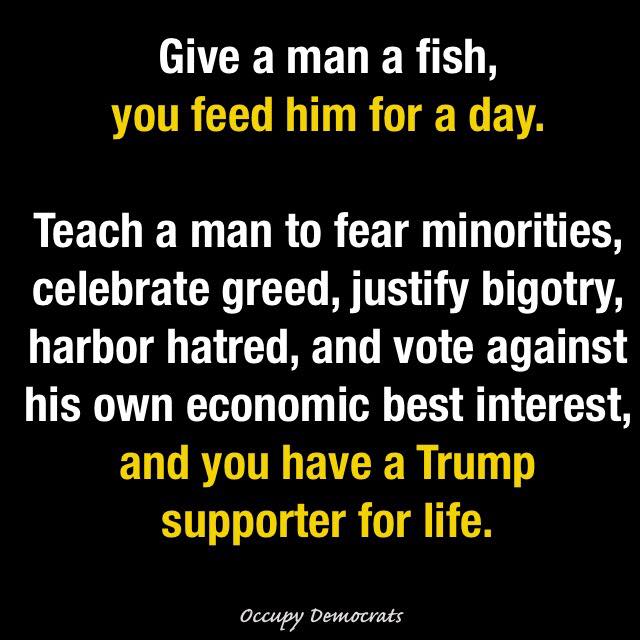 Give a man a fish,
you feed him for a day.
Teach a man to fear minorities,
celebrate greed, justify bigotry,
harbor hatred, and vote against
his own economic best interest,
and you have a Trump
supporter for life.
Occupy Democrats